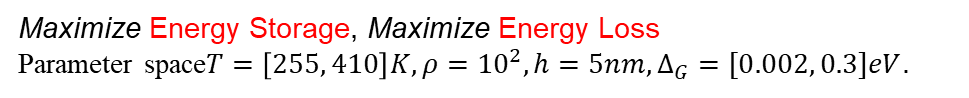 Maximize Energy Storage, Maximize Energy Loss
Parameter spaceT = [255, 410]K, ρ = 10², h = 5nm, Δ_G = [0.002, 0.3]eV.